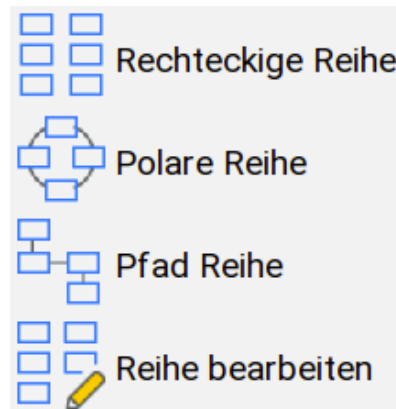 Rechteckige Reihe
Polare Reihe
Pfad Reihe
Reihe bearbeiten